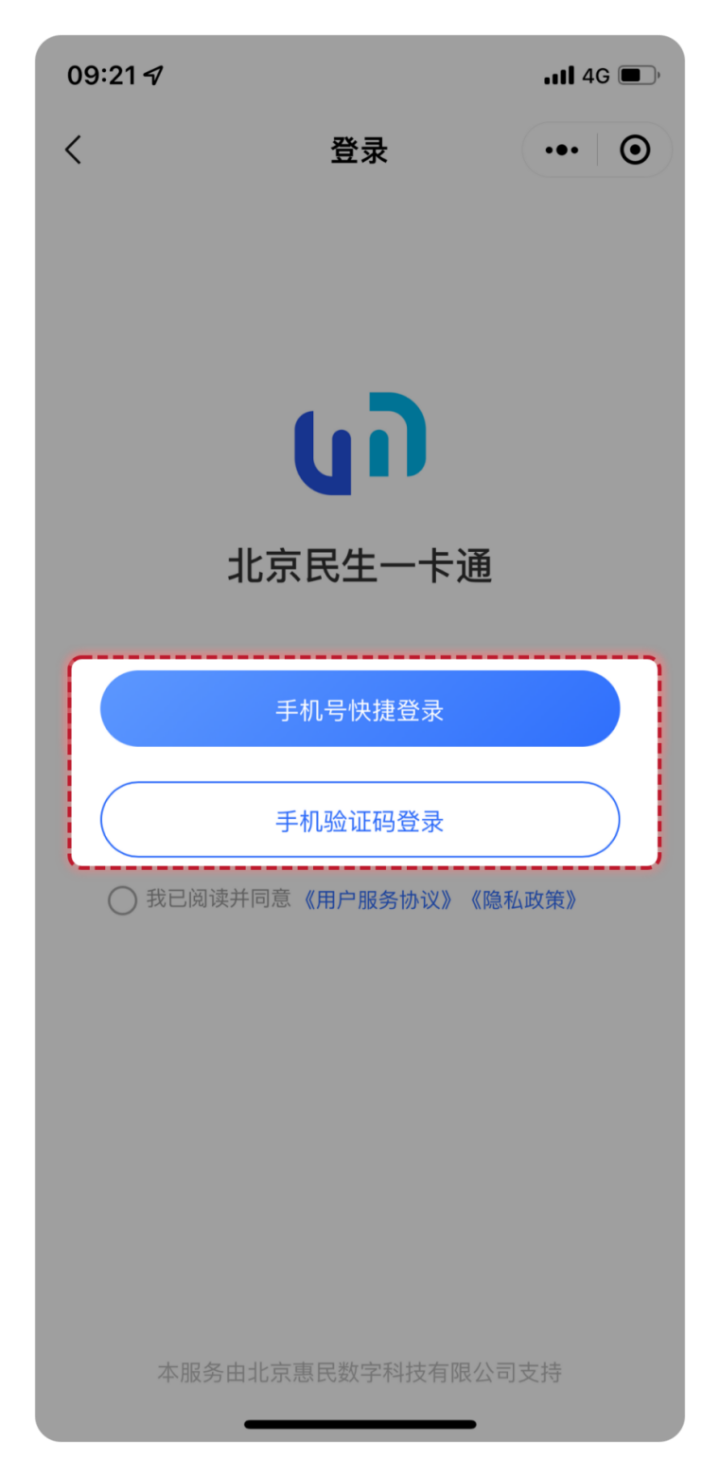 09:21 4G
登录
北京民生一卡通
手机号快捷登录
手机验证码登录
我已阅读并同意《用户服务协议》《隐私政策》
本服务由北京惠民数字科技有限公司支持